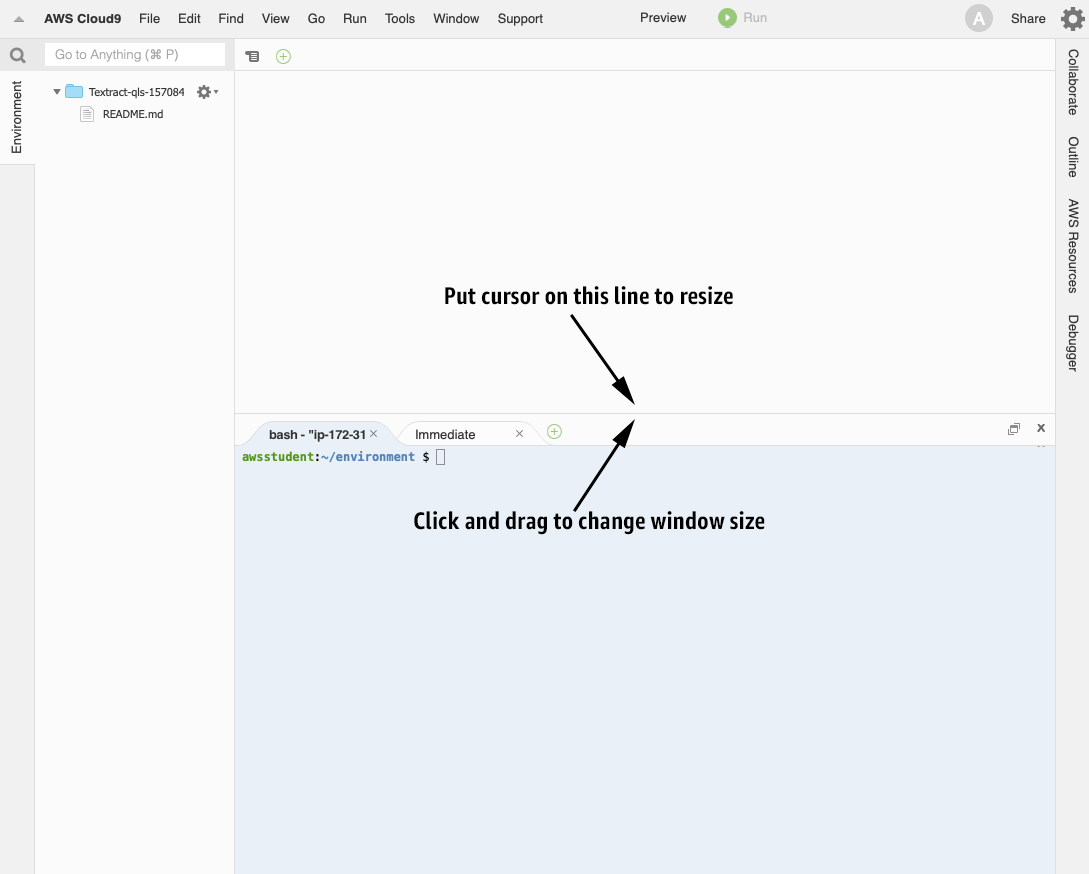 AWS Cloud9 File Edit Find View Go Run Tools Window Support Preview Run A Share
Go to Anything (⌘ P)
Environment
Textract-qls-157084
README.md
Collaborate
Outline
AWS Resources
Debugger
Put cursor on this line to resize
bash - "ip-172-31 × Immediate ×
awsstudent:~/environment $
Click and drag to change window size